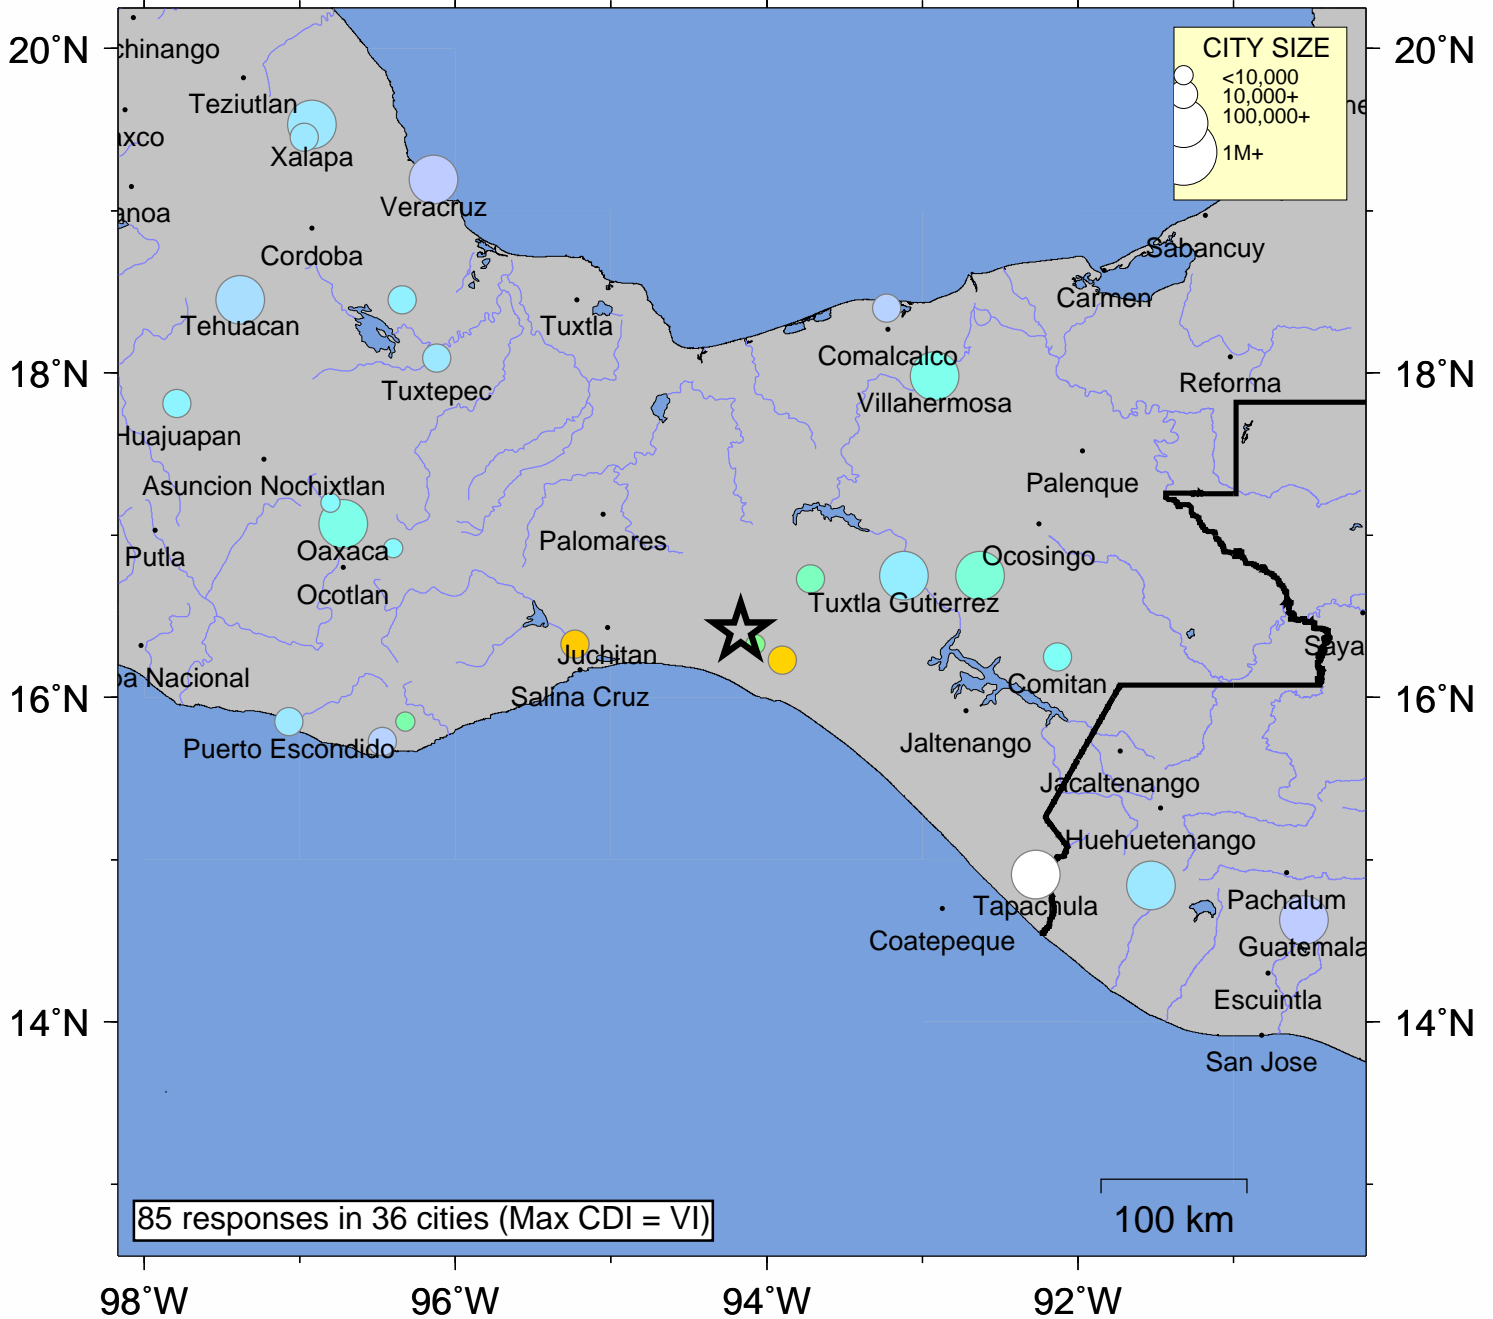 20˚N
20˚N
chinango
CITY SIZE
<10,000
10,000+
100,000+
1M+
Teziutlan
axco
Xalapa
Veracruz
anoa
Cordoba
Sabancuy
Carmen
Tehuacan
Tuxtla
Comalcalco
18˚N
18˚N
Tuxtepec
Reforma
Villahermosa
Huajuapan
Asuncion Nochixtlan
Palenque
Palomares
Oaxaca
Putla
Ocosingo
Ocotlan
Tuxtla Gutierrez
Juchitan
Saya
oa Nacional
Comitan
16˚N
16˚N
Salina Cruz
Puerto Escondido
Jaltenango
Jacaltenango
Huehuetenango
Pachalum
Tapachula
Coatepeque
Guatemala
Escuintla
14˚N
14˚N
San Jose
85 responses in 36 cities (Max CDI = VI)
100 km
98˚W
96˚W
94˚W
92˚W